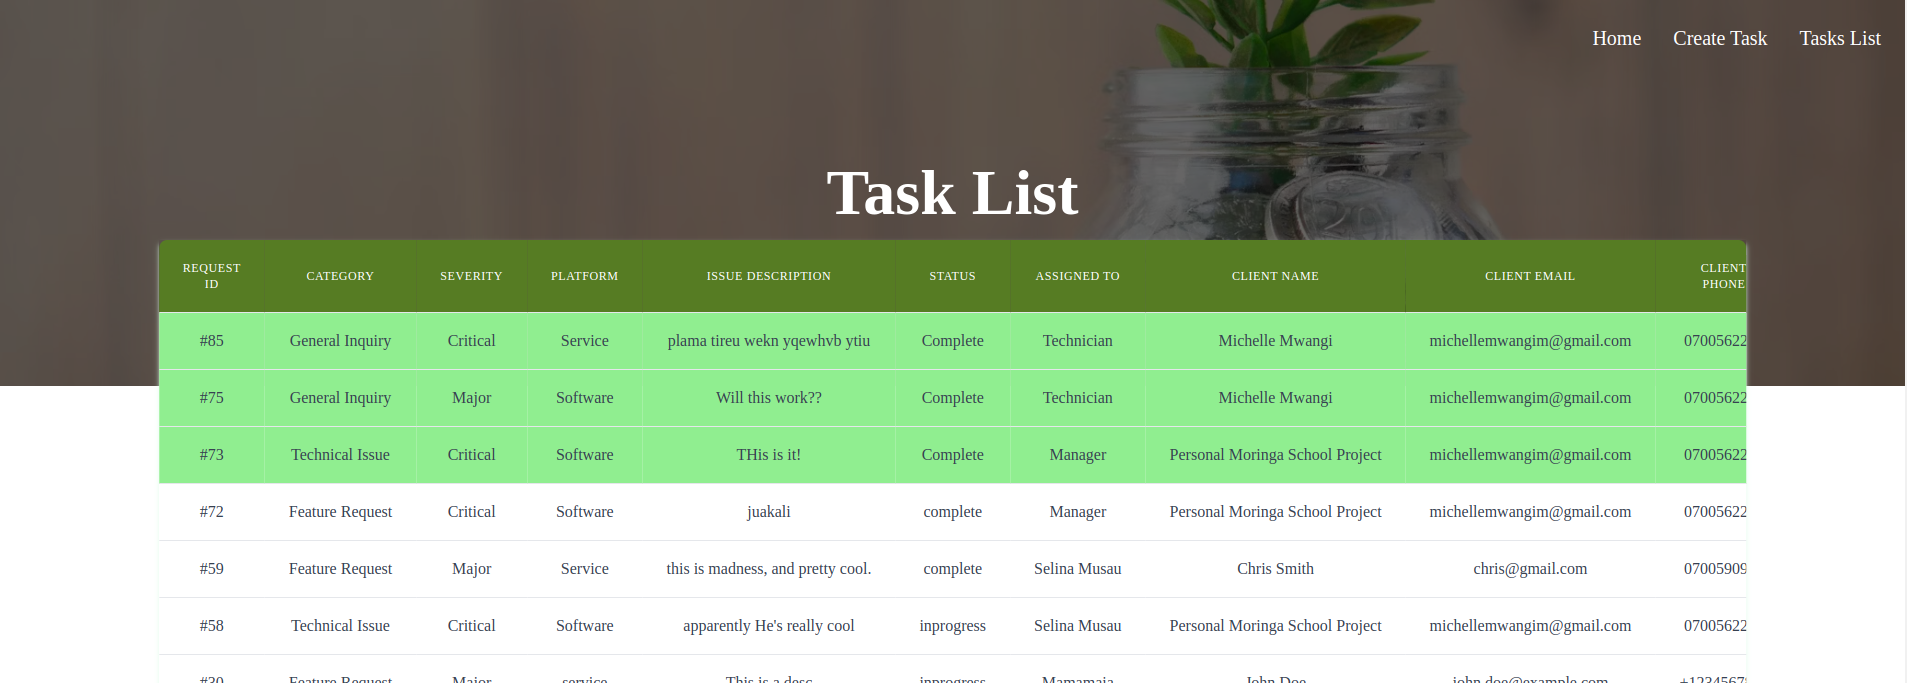 Home Create Task Tasks List
Task List
REQUEST ID CATEGORY SEVERITY PLATFORM ISSUE DESCRIPTION STATUS ASSIGNED TO CLIENT NAME CLIENT EMAIL CLIENT PHONE
#85 General Inquiry Critical Service plama tireu wekn yqewhvb ytiu Complete Technician Michelle Mwangi michellemwangim@gmail.com 07005622
#75 General Inquiry Major Software Will this work?? Complete Technician Michelle Mwangi michellemwangim@gmail.com 07005622
#73 Technical Issue Critical Software THis is it! Complete Manager Personal Moringa School Project michellemwangim@gmail.com 07005622
#72 Feature Request Critical Software juakali complete Manager Personal Moringa School Project michellemwangim@gmail.com 07005622
#59 Feature Request Major Service this is madness, and pretty cool. complete Selina Musau Chris Smith chris@gmail.com 07005909
#58 Technical Issue Critical Software apparently He's really cool inprogress Selina Musau Personal Moringa School Project michellemwangim@gmail.com 07005622
#30 Feature Request Major service This is a desc inprogress Mamamaia John Doe john.doe@example.com +1234567